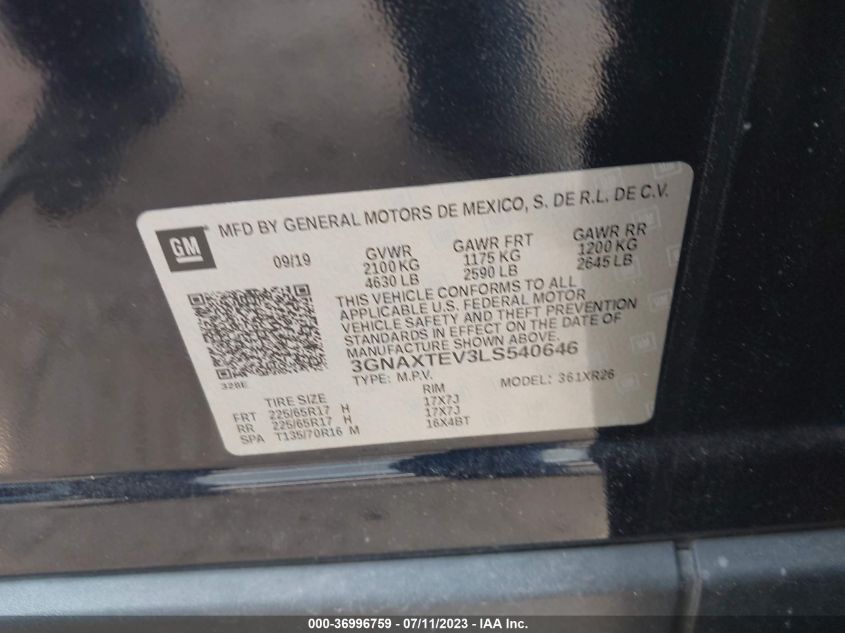 GM
MFD BY GENERAL MOTORS DE MEXICO, S. DE R.L. DE C.V.
09/19 GVWR GAWR FRT GAWR RR
2100 KG 1175 KG 1200 KG
4630 LB 2590 LB 2645 LB
THIS VEHICLE CONFORMS TO ALL
APPLICABLE U.S. FEDERAL MOTOR
VEHICLE SAFETY AND THEFT PREVENTION
STANDARDS IN EFFECT ON THE DATE OF
MANUFACTURE SHOWN ABOVE.
3GNAXTEV3LS540646
328E TYPE: M.P.V. MODEL: 361XR26
TIRE SIZE RIM
FRT 225/65R17 H 17X7J
RR 225/65R17 H 17X7J
SPA T135/70R16 M 16X4BT
000-36996759 - 07/11/2023 - IAA Inc.